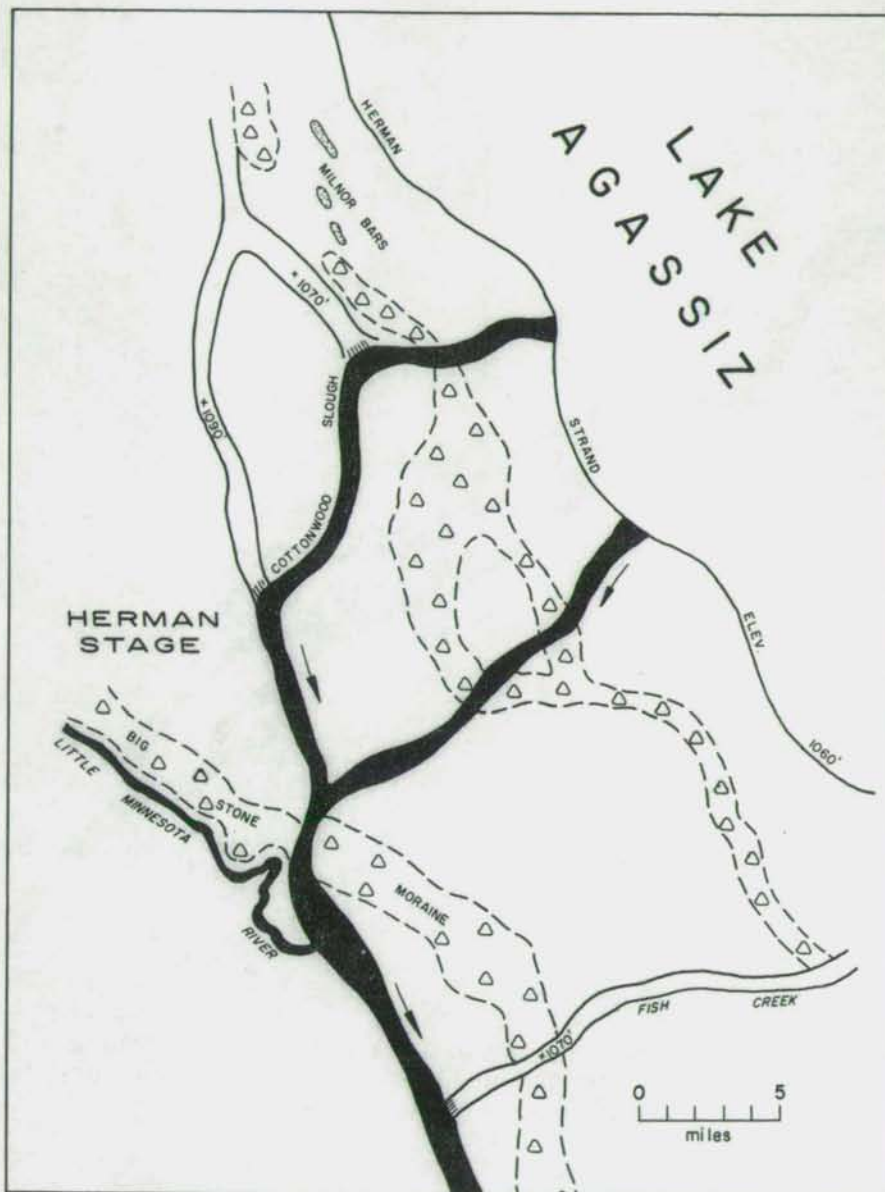 LAKE
AGASSIZ
HERMAN
MILNOR BARS
x 1070'
SLOUGH
STRAND
x 1090'
COTTONWOOD
HERMAN
STAGE
ELEV.
1060'
BIG
LITTLE
STONE
MINNESOTA
MORAINE
RIVER
FISH
CREEK
x 1070'
0 5
miles